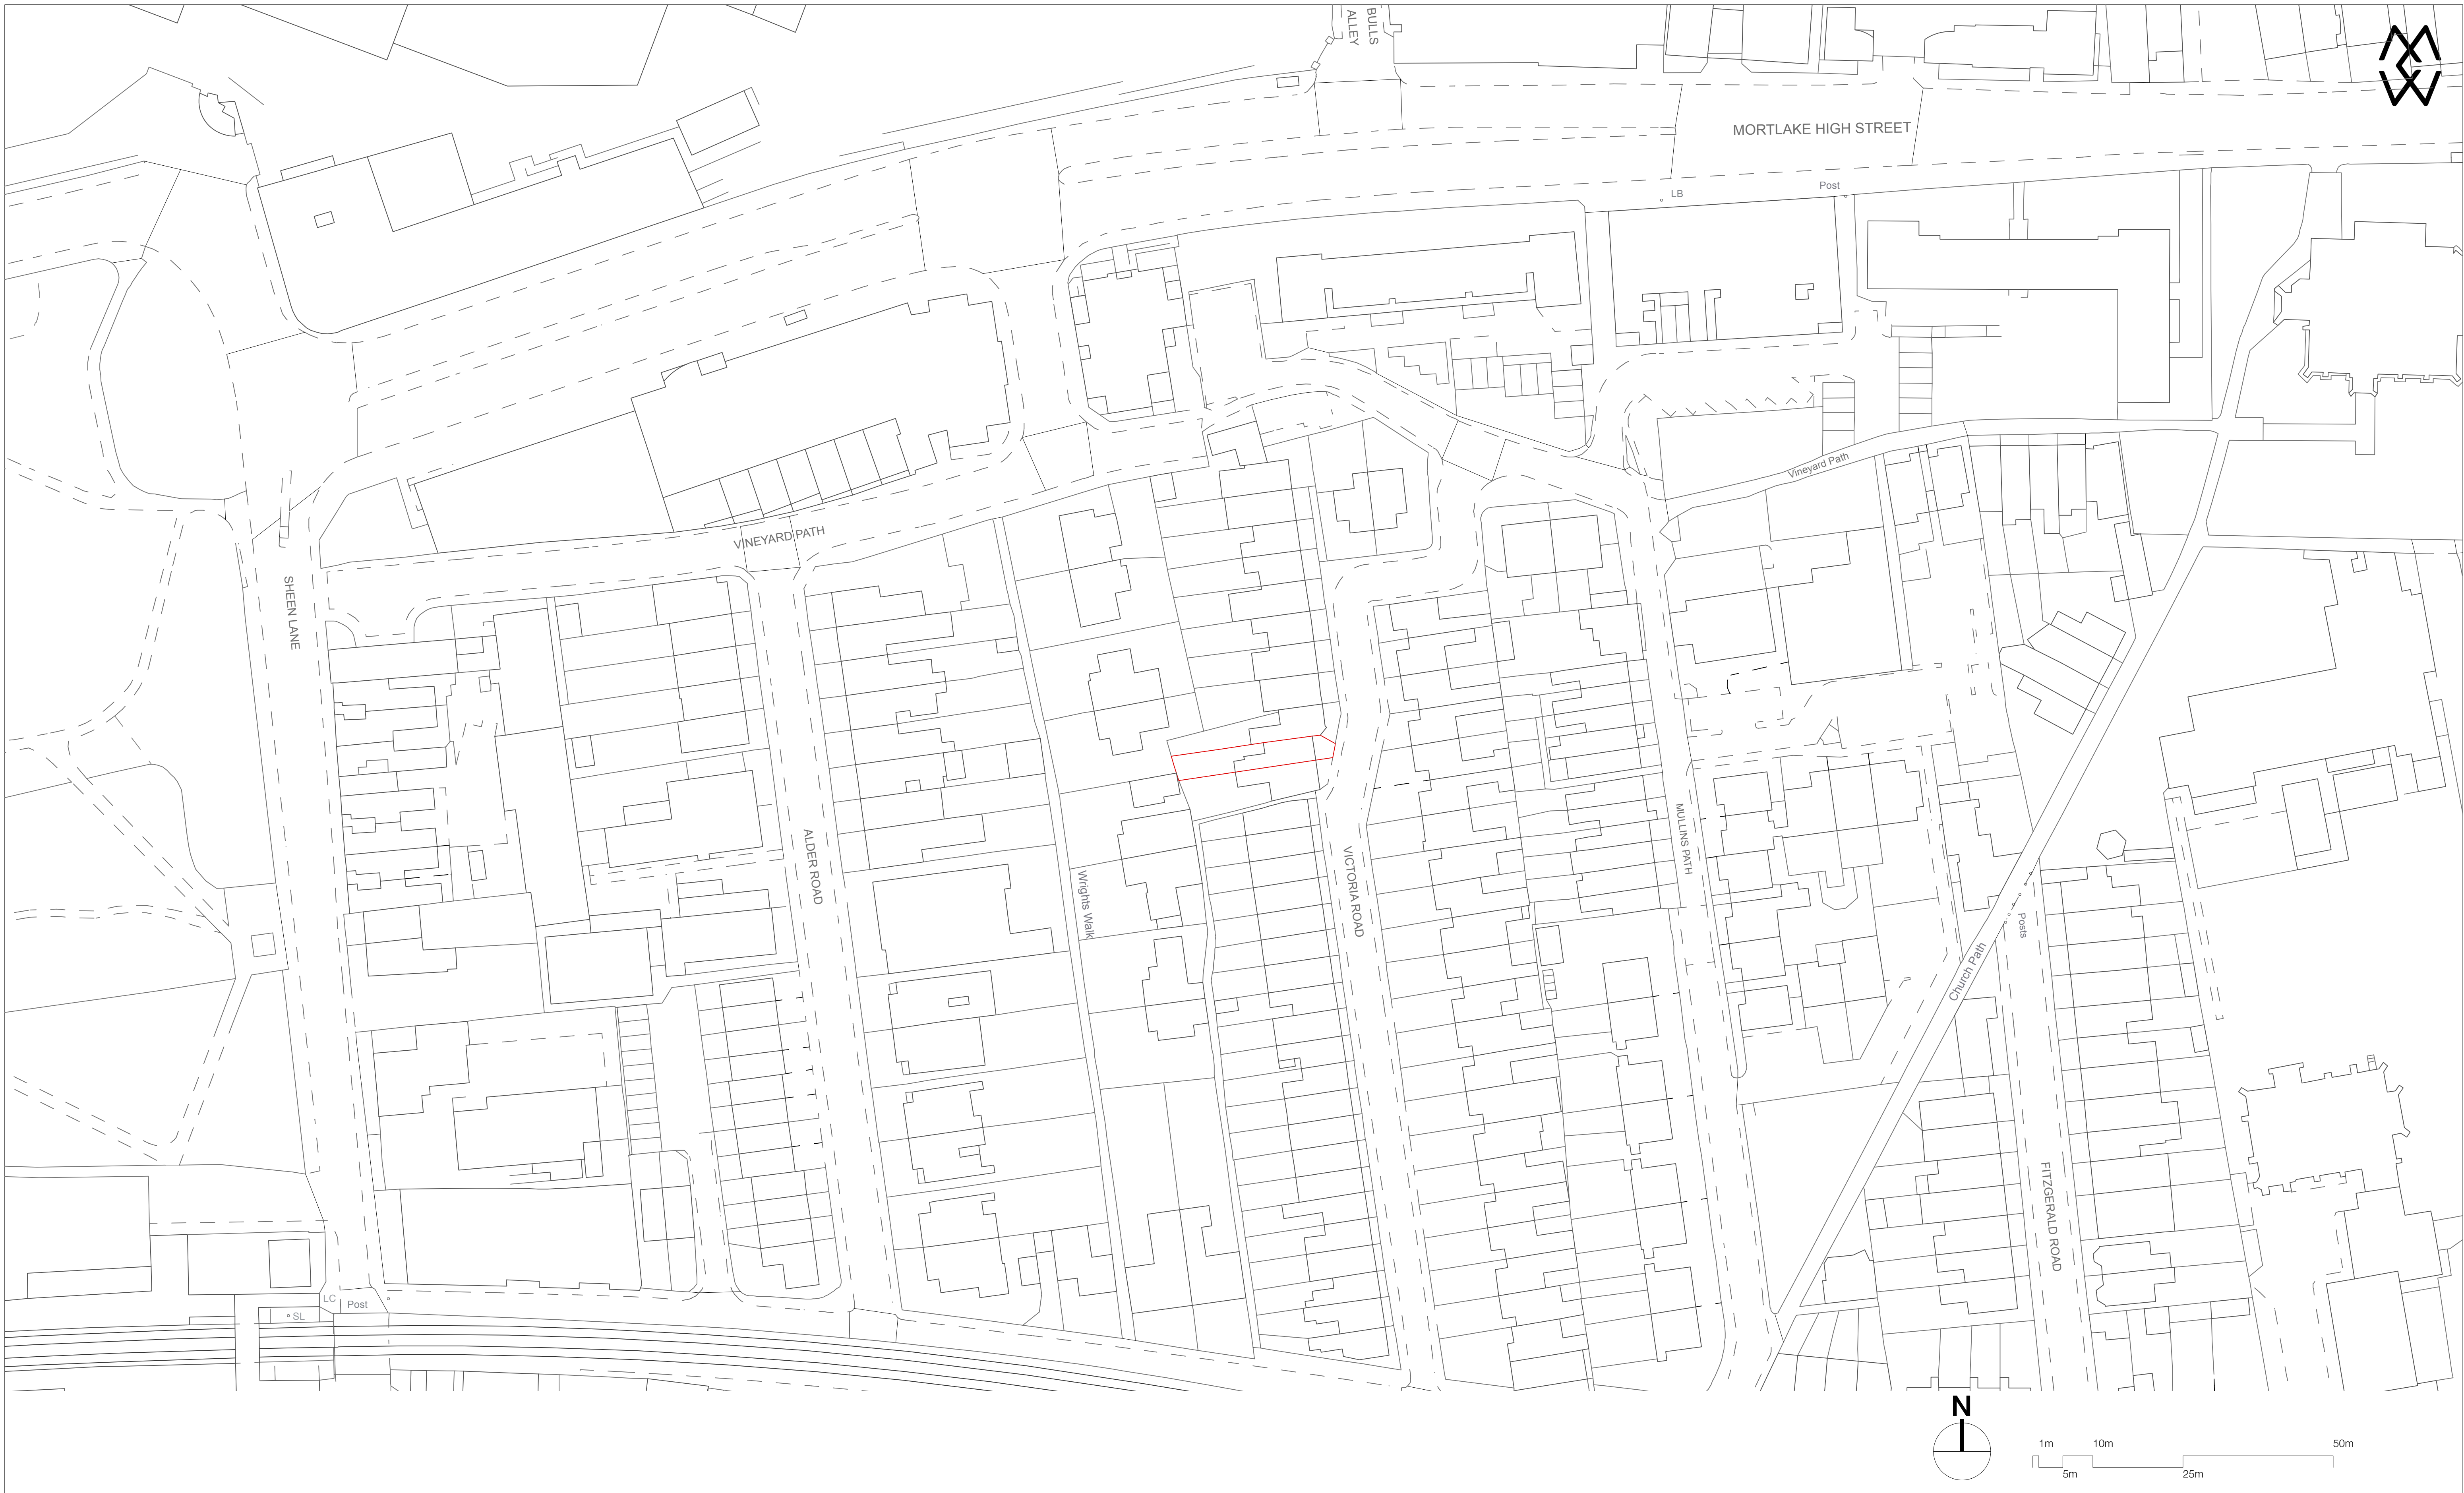 BULLS
ALLEY
MORTLAKE HIGH STREET
LB
Post
Vineyard Path
VINEYARD PATH
SHEEN LANE
ALDER ROAD
Wrights Walk
VICTORIA ROAD
MULLINS PATH
Posts
Church Path
FITZGERALD ROAD
LC
Post
SL
N
1m
10m
50m
5m
25m